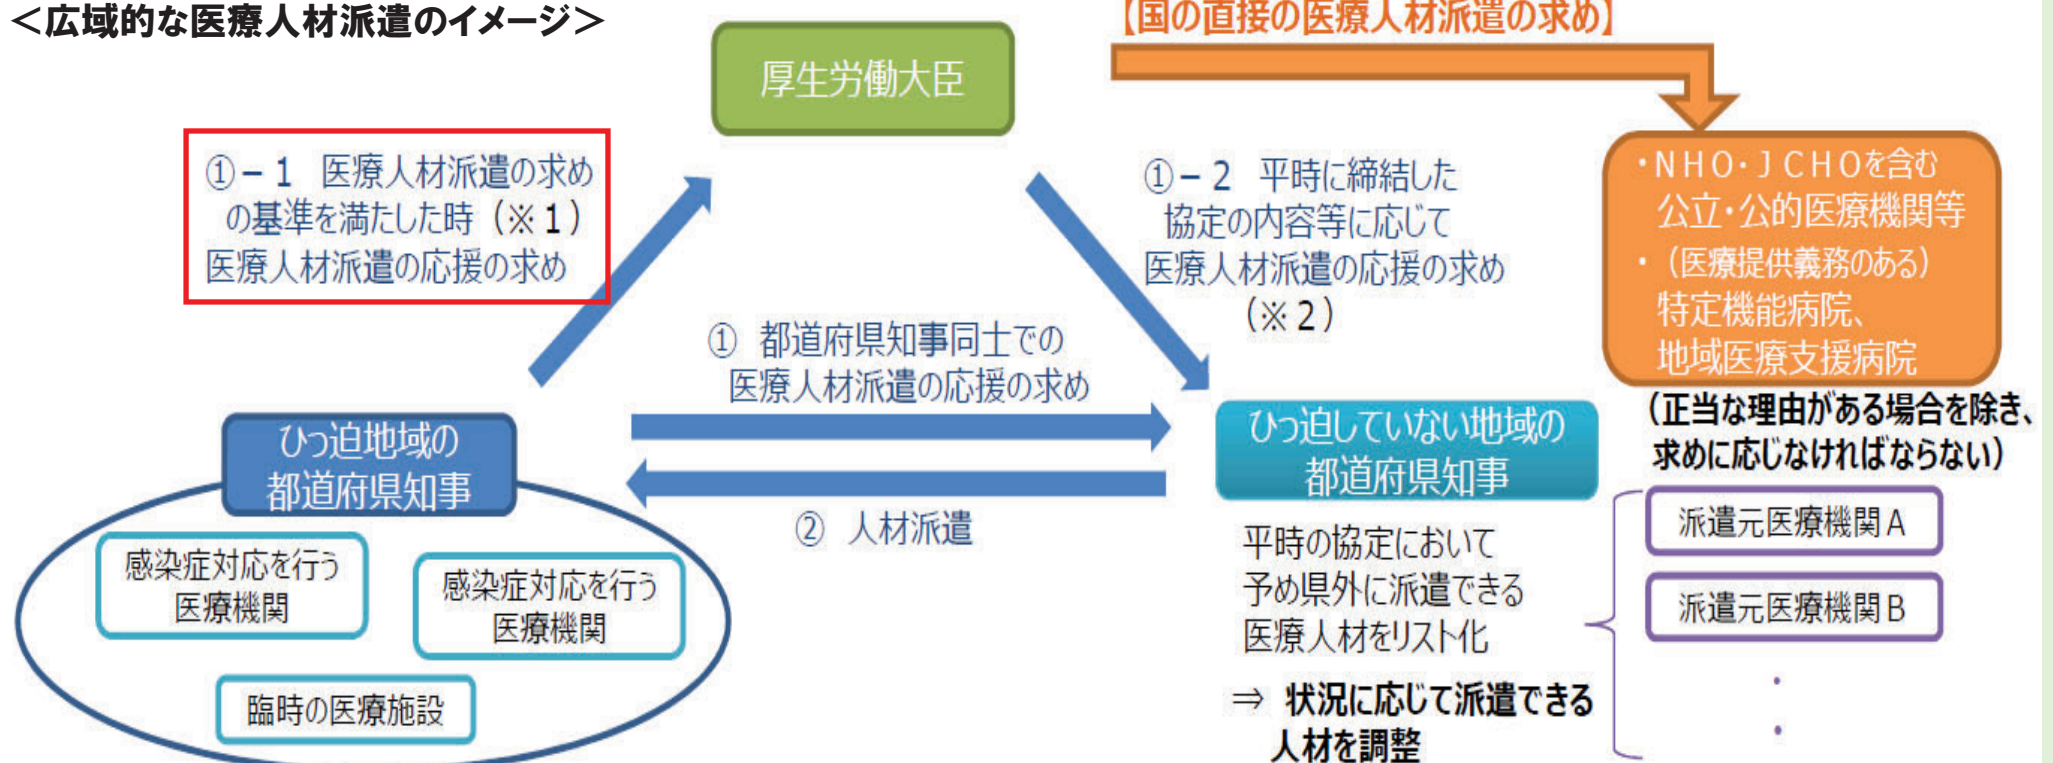 ＜広域的な医療人材派遣のイメージ＞
【国の直接の医療人材派遣の求め】
厚生労働大臣
①－１　医療人材派遣の求め
の基準を満たした時（※１）
医療人材派遣の応援の求め
①－２　平時に締結した
協定の内容等に応じて
医療人材派遣の応援の求め
（※２）
・ＮＨＯ・ＪＣＨＯを含む
公立・公的医療機関等
・（医療提供義務のある）
特定機能病院、
地域医療支援病院
（正当な理由がある場合を除き、
求めに応じなければならない）
①　都道府県知事同士での
医療人材派遣の応援の求め
②　人材派遣
ひっ迫地域の
都道府県知事
感染症対応を行う
医療機関
感染症対応を行う
医療機関
臨時の医療施設
ひっ迫していない地域の
都道府県知事
平時の協定において
予め県外に派遣できる
医療人材をリスト化
⇒ 状況に応じて派遣できる
人材を調整
派遣元医療機関Ａ
派遣元医療機関Ｂ
・
・